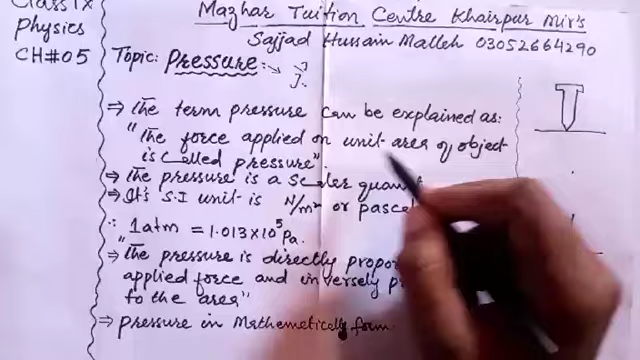 Class IX
Physics
CH#05
Mazhar Tuition Centre Khairpur Mir's
Sajjad Hussain Malleh 03052664290
Topic: Pressure:→
⇒ The term pressure can be explained as:
"The force applied on unit area of object
is called pressure".
⇒ The pressure is a Scaler
⇒ It's S.I unit is N/m² or pascal
∴ 1atm = 1.013×10⁵ Pa.
⇒ "The pressure is directly
applied force and inversely
to the area"
⇒ pressure in Mathematically form.